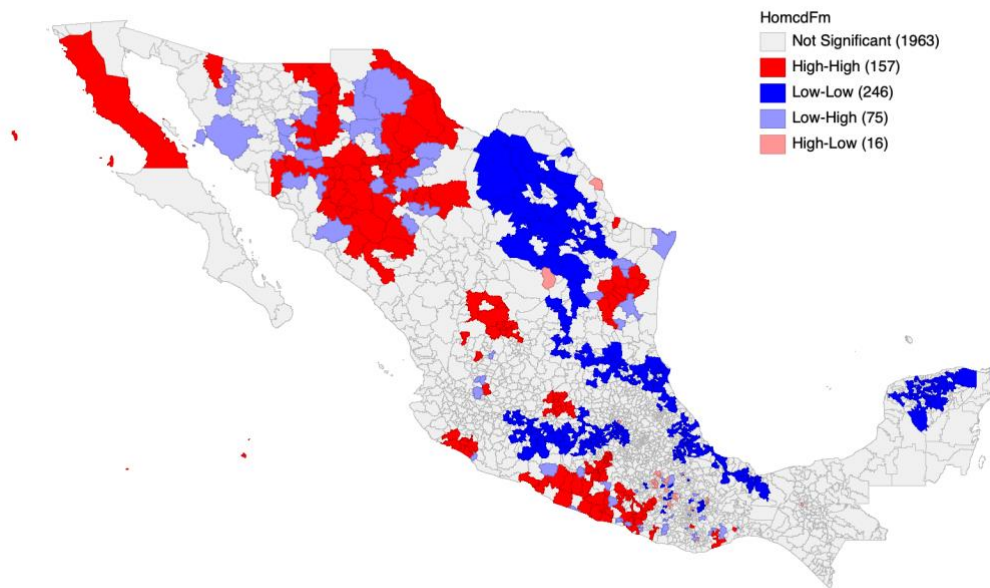 HomcdFm
Not Significant (1963)
High-High (157)
Low-Low (246)
Low-High (75)
High-Low (16)